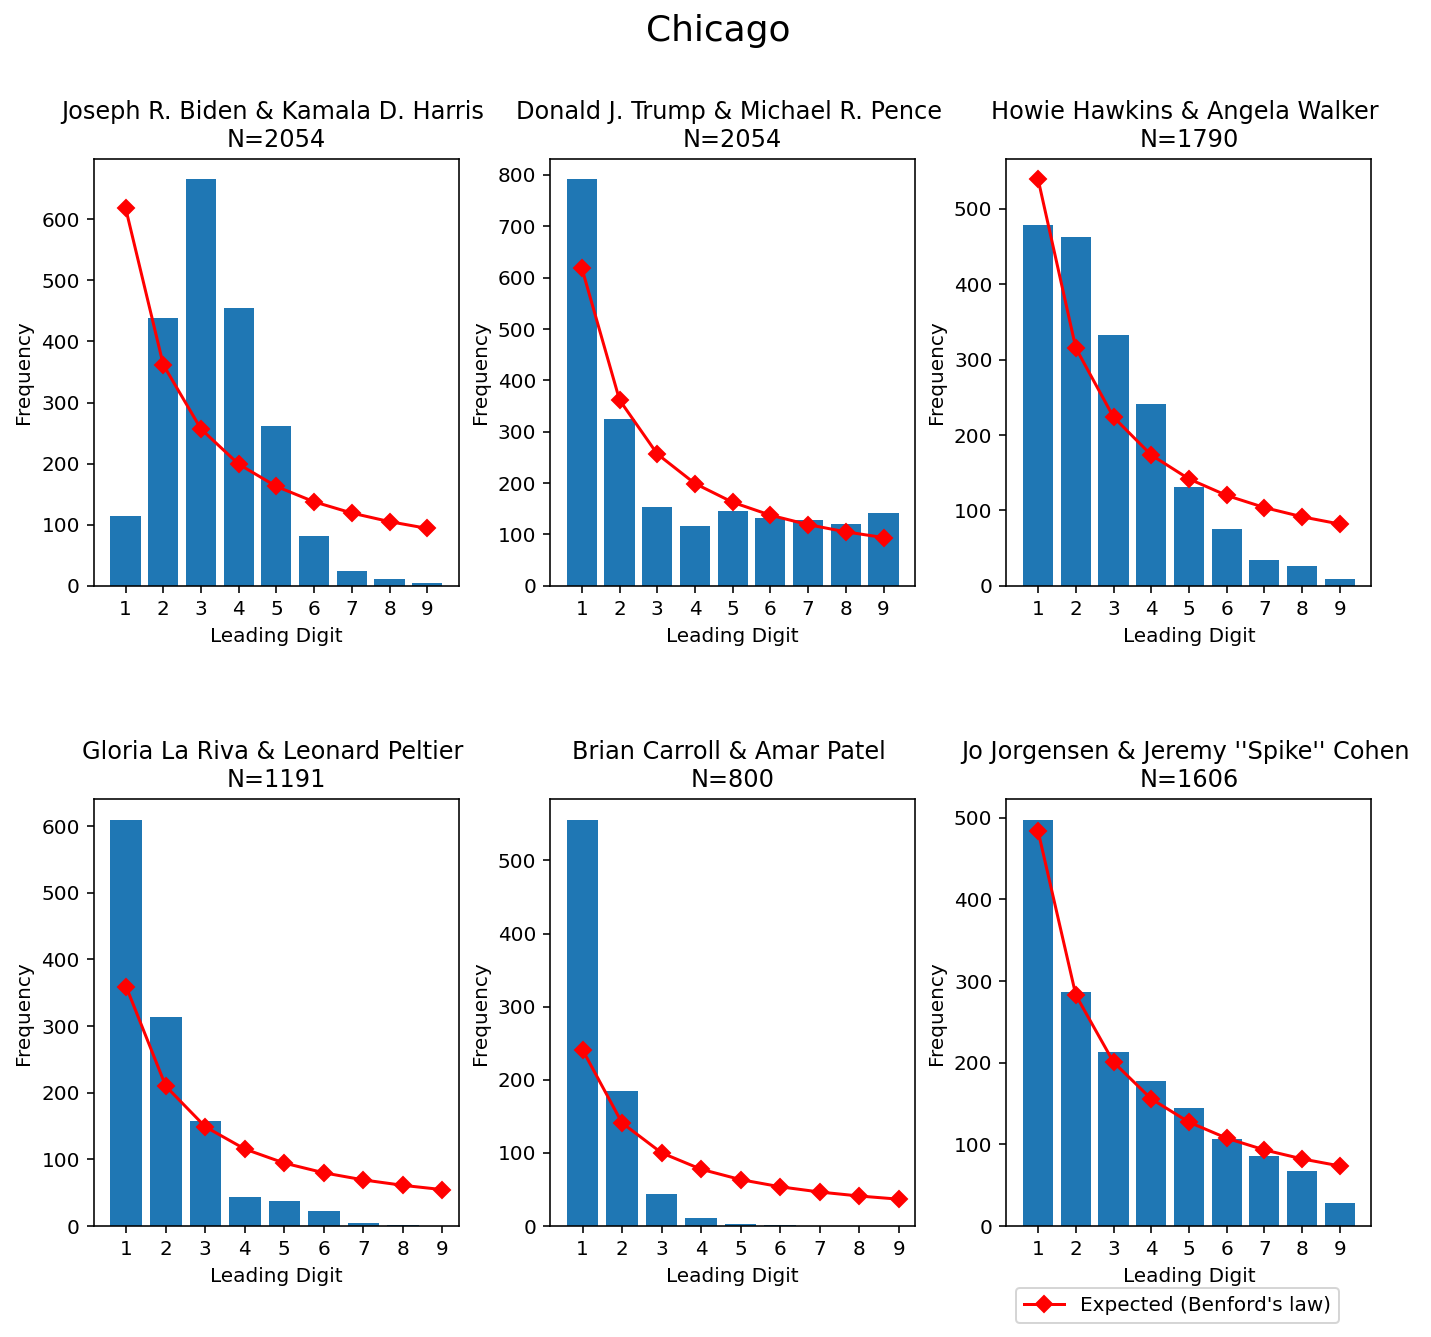 Chicago
Joseph R. Biden & Kamala D. Harris
N=2054
Frequency
600
500
400
300
200
100
0
1 2 3 4 5 6 7 8 9
Leading Digit
Donald J. Trump & Michael R. Pence
N=2054
Frequency
800
700
600
500
400
300
200
100
0
1 2 3 4 5 6 7 8 9
Leading Digit
Howie Hawkins & Angela Walker
N=1790
Frequency
500
400
300
200
100
0
1 2 3 4 5 6 7 8 9
Leading Digit
Gloria La Riva & Leonard Peltier
N=1191
Frequency
600
500
400
300
200
100
0
1 2 3 4 5 6 7 8 9
Leading Digit
Brian Carroll & Amar Patel
N=800
Frequency
500
400
300
200
100
0
1 2 3 4 5 6 7 8 9
Leading Digit
Jo Jorgensen & Jeremy ''Spike'' Cohen
N=1606
Frequency
500
400
300
200
100
0
1 2 3 4 5 6 7 8 9
Leading Digit
Expected (Benford's law)